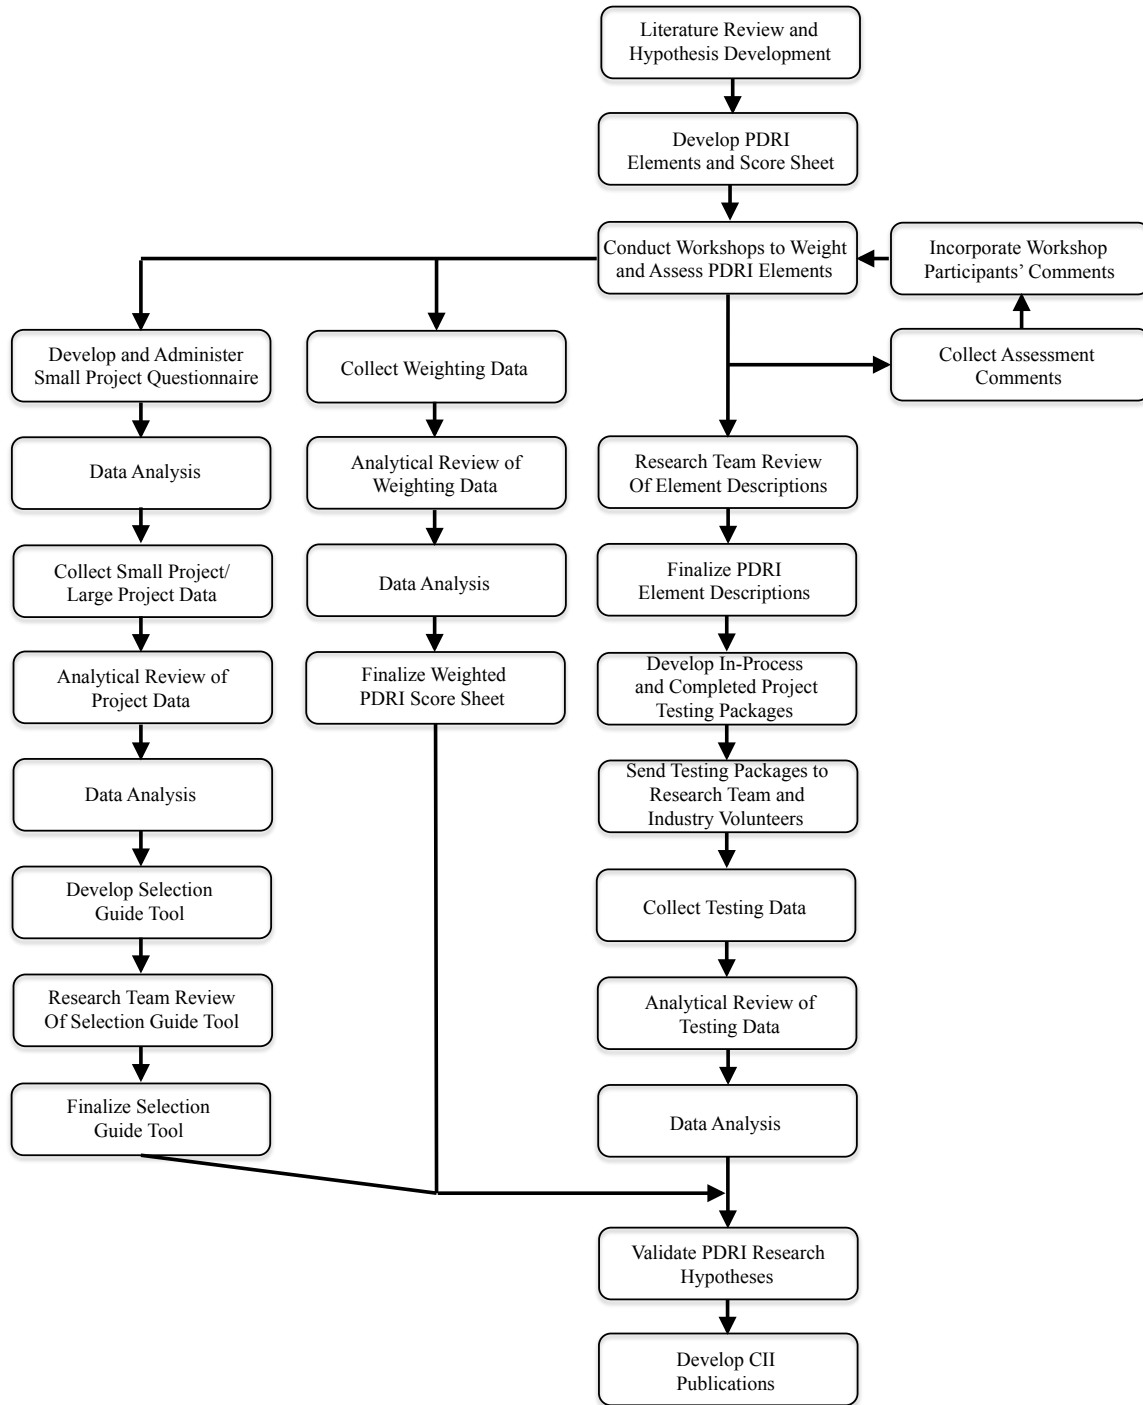 Literature Review and
Hypothesis Development
Develop PDRI
Elements and Score Sheet
Conduct Workshops to Weight
and Assess PDRI Elements
Incorporate Workshop
Participants’ Comments
Collect Assessment
Comments
Develop and Administer
Small Project Questionnaire
Data Analysis
Collect Small Project/
Large Project Data
Analytical Review of
Project Data
Data Analysis
Develop Selection
Guide Tool
Research Team Review
Of Selection Guide Tool
Finalize Selection
Guide Tool
Collect Weighting Data
Analytical Review of
Weighting Data
Data Analysis
Finalize Weighted
PDRI Score Sheet
Research Team Review
Of Element Descriptions
Finalize PDRI
Element Descriptions
Develop In-Process
and Completed Project
Testing Packages
Send Testing Packages to
Research Team and
Industry Volunteers
Collect Testing Data
Analytical Review of
Testing Data
Data Analysis
Validate PDRI Research
Hypotheses
Develop CII
Publications